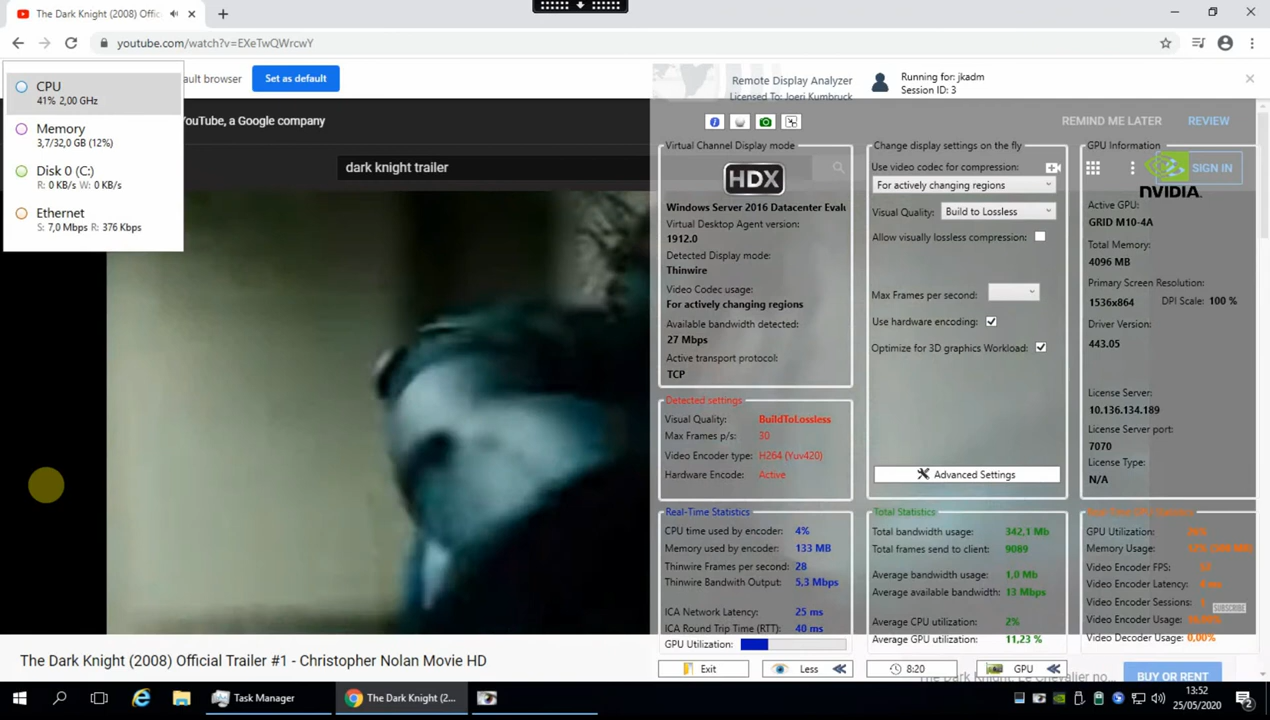 The Dark Knight (2008) Offic
youtube.com/watch?v=EXeTwQWrcwY
CPU
41% 2,00 GHz
Memory
3,7/32,0 GB (12%)
Disk 0 (C:)
R: 0 KB/s W: 0 KB/s
Ethernet
S: 7,0 Mbps R: 376 Kbps
ault browser
Set as default
YouTube, a Google company
REMIND ME LATER
REVIEW
dark knight trailer
SIGN IN
Remote Display Analyzer
Licensed To: Joeri Kumbruck
Running for: jkadm
Session ID: 3
Virtual Channel Display mode
HDX
Windows Server 2016 Datacenter Evalu
Virtual Desktop Agent version:
1912.0
Detected Display mode:
Thinwire
Video Codec usage:
For actively changing regions
Available bandwidth detected:
27 Mbps
Active transport protocol:
TCP
Detected settings
Visual Quality: BuildToLossless
Max Frames p/s: 30
Video Encoder type: H264 (Yuv420)
Hardware Encode: Active
Real-Time Statistics
CPU time used by encoder: 4%
Memory used by encoder: 133 MB
Thinwire Frames per second: 28
Thinwire Bandwith Output: 5,3 Mbps
ICA Network Latency: 25 ms
ICA Round Trip Time (RTT): 40 ms
GPU Utilization:
Change display settings on the fly
Use video codec for compression:
For actively changing regions
Visual Quality: Build to Lossless
Allow visually lossless compression:
Max Frames per second:
Use hardware encoding:
Optimize for 3D graphics Workload:
Advanced Settings
Total Statistics
Total bandwidth usage: 342,1 Mb
Total frames send to client: 9089
Average bandwidth usage: 1,0 Mb
Average available bandwidth: 13 Mbps
Average CPU utilization: 2%
Average GPU utilization: 11,23 %
GPU Information
NVIDIA.
Active GPU:
GRID M10-4A
Total Memory:
4096 MB
Primary Screen Resolution:
1536x864 DPI Scale: 100 %
Driver Version:
443.05
License Server:
10.136.134.189
License Server port:
7070
License Type:
N/A
GPU Utilization:
Memory Usage:
Video Encoder FPS:
Video Encoder Latency:
Video Encoder Sessions:
Video Encoder Usage:
Video Decoder Usage: 0,00%
SUBSCRIBE
Exit
Less
8:20
GPU
The Dark Knight (2008) Official Trailer #1 - Christopher Nolan Movie HD
The Dark Knight: Le Chevalier no...
BUY OR RENT
Task Manager
The Dark Knight (2...
13:52
25/05/2020
2